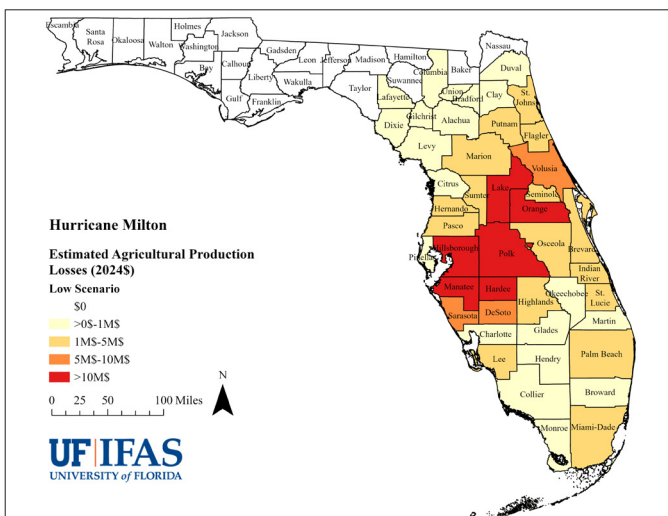 Escambia
Santa
Rosa
Okaloosa
Walton
Holmes
Washington
Bay
Jackson
Calhoun
Gulf
Liberty
Franklin
Gadsden
Leon
Wakulla
Jefferson
Madison
Taylor
Hamilton
Suwannee
Lafayette
Dixie
Columbia
Gilchrist
Levy
Baker
Union
Bradford
Alachua
Nassau
Duval
Clay
St.
Johns
Putnam
Flagler
Marion
Volusia
Citrus
Sumter
Lake
Seminole
Orange
Hernando
Pasco
Pinellas
Hillsborough
Polk
Osceola
Brevard
Indian
River
Manatee
Hardee
Highlands
Okeechobee
St.
Lucie
Sarasota
DeSoto
Martin
Charlotte
Glades
Lee
Hendry
Palm Beach
Collier
Broward
Monroe
Miami-Dade
Hurricane Milton
Estimated Agricultural Production
Losses (2024$)
Low Scenario
$0
>0$-1M$
1M$-5M$
5M$-10M$
>10M$
0 25 50 100 Miles
N
UF|IFAS
UNIVERSITY of FLORIDA